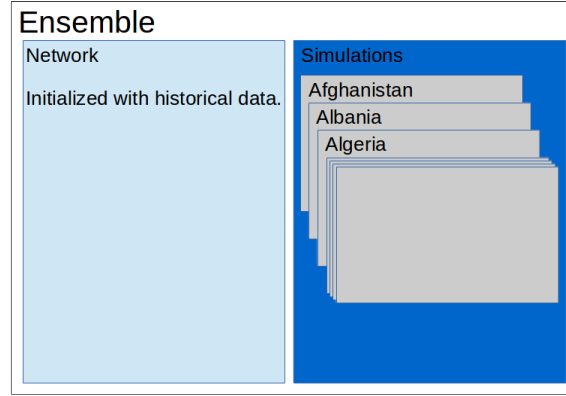 Ensemble
Network
Initialized with historical data.
Simulations
Afghanistan
Albania
Algeria